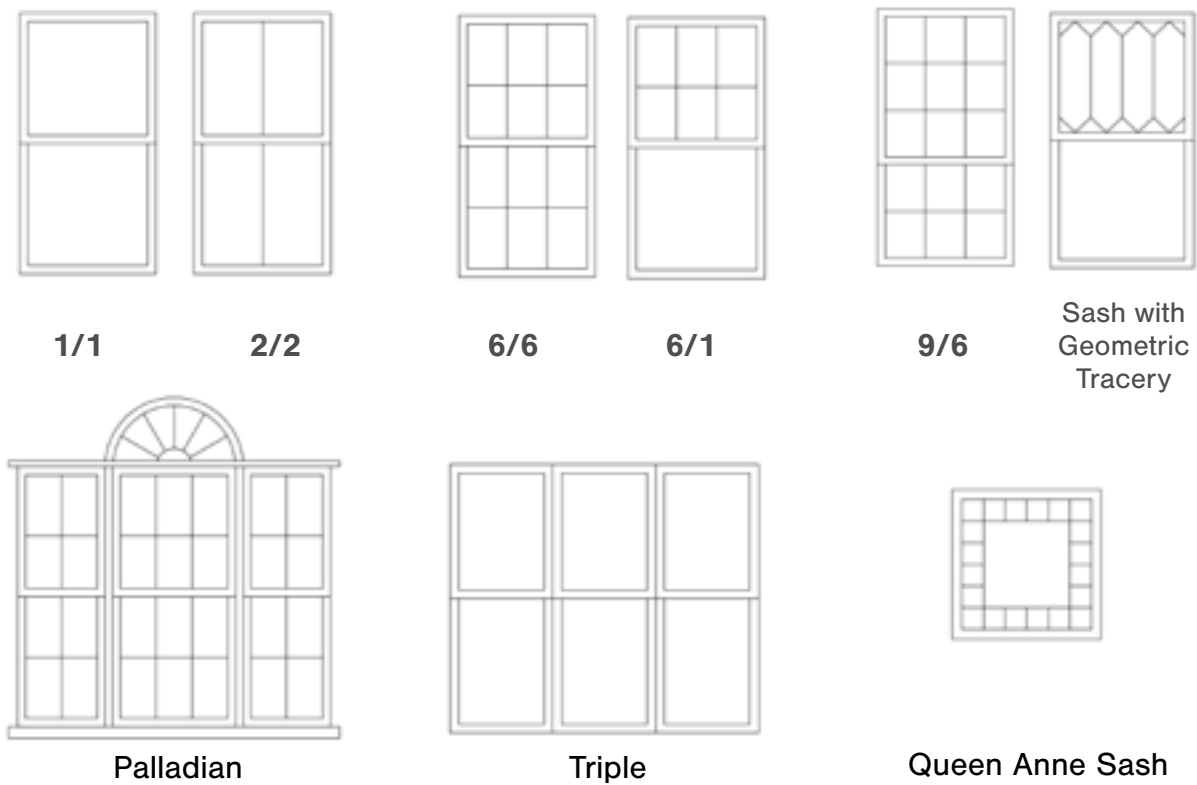 1/1
2/2
6/6
6/1
9/6
Sash with
Geometric
Tracery
Palladian
Triple
Queen Anne Sash